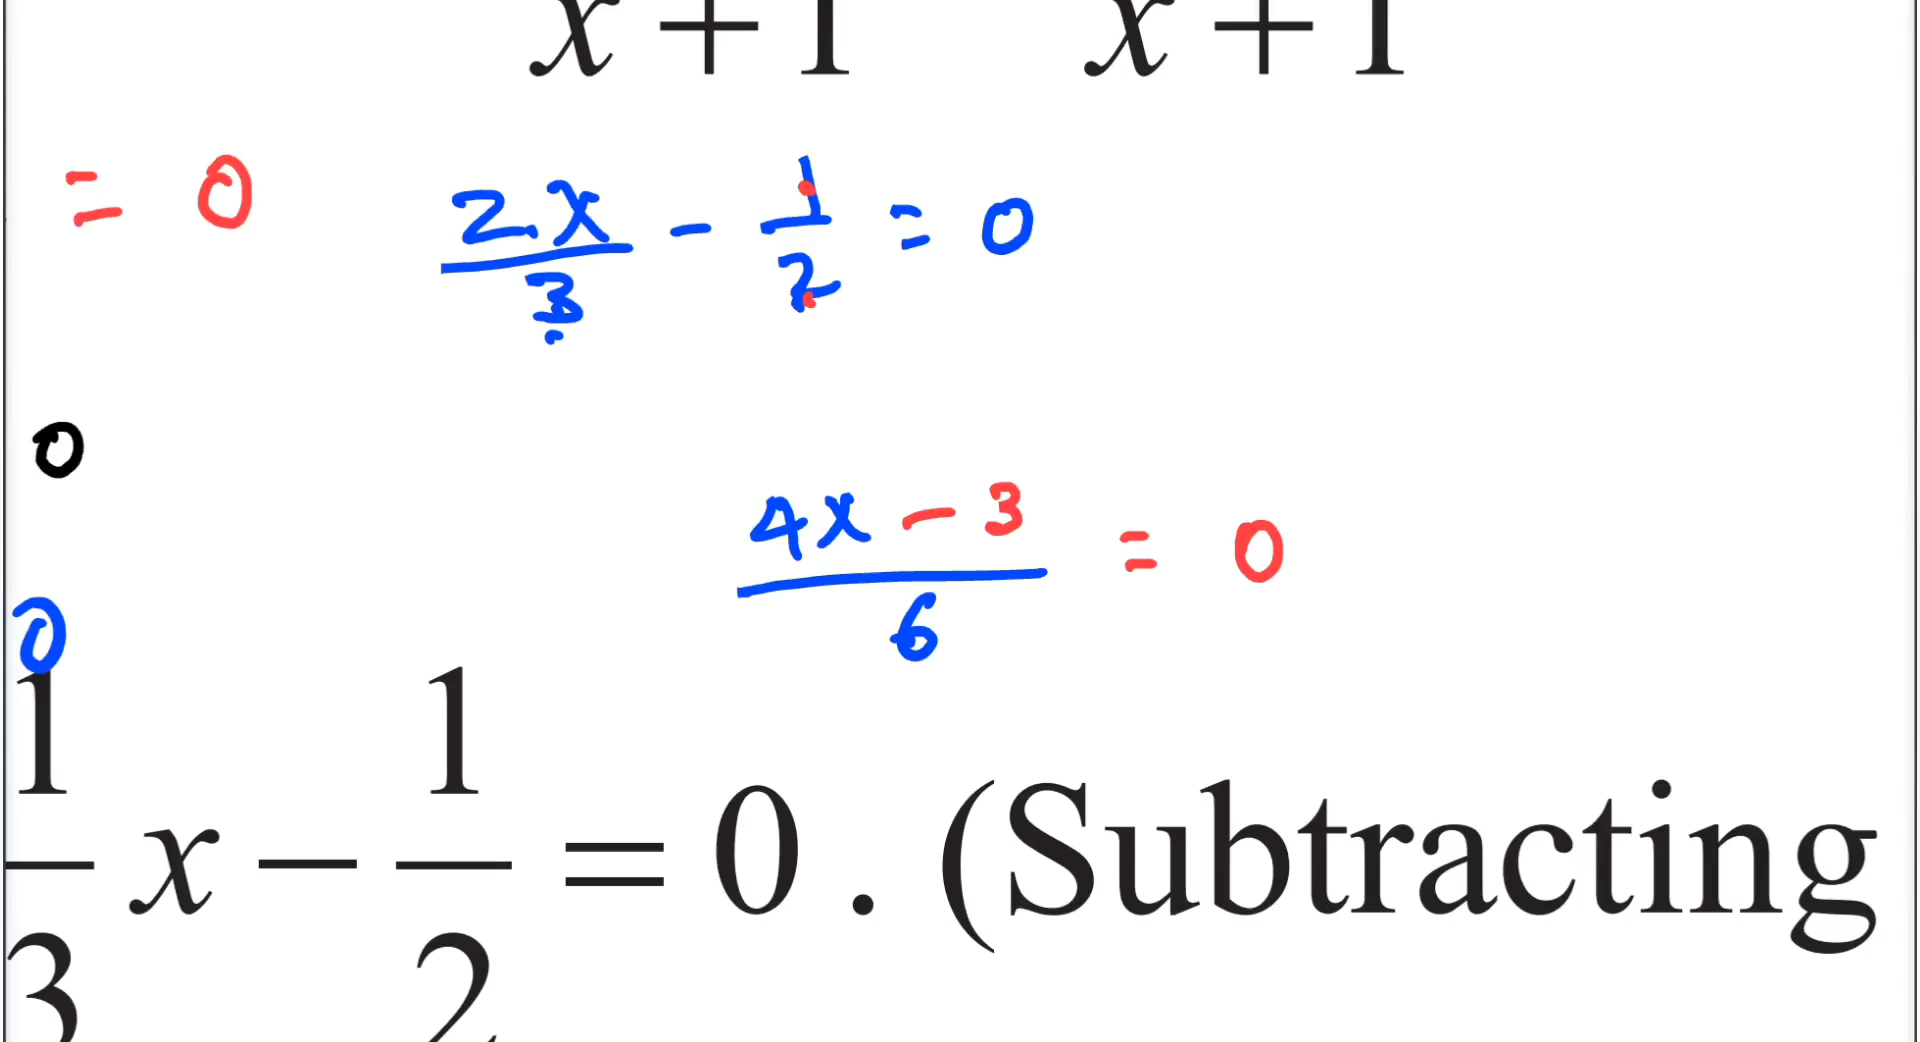 x + 1 x + 1
= 0 2x/3 - 1/2 = 0
0
(4x - 3)/6 = 0
0
1/3 x − 1/2 = 0 . (Subtracting